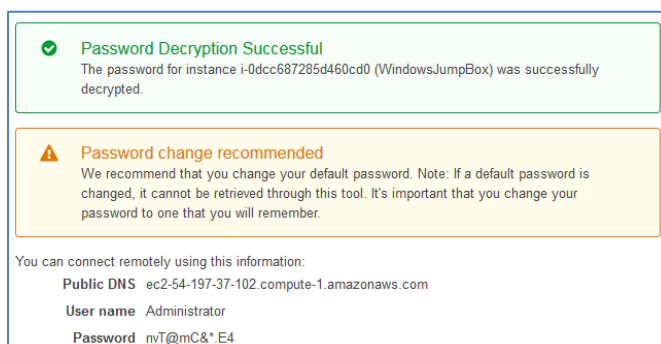 Password Decryption Successful
The password for instance i-0dcc687285d460cd0 (WindowsJumpBox) was successfully
decrypted.
Password change recommended
We recommend that you change your default password. Note: If a default password is
changed, it cannot be retrieved through this tool. It's important that you change your
password to one that you will remember.
You can connect remotely using this information:
Public DNS ec2-54-197-37-102.compute-1.amazonaws.com
User name Administrator
Password nvT@mC&*.E4